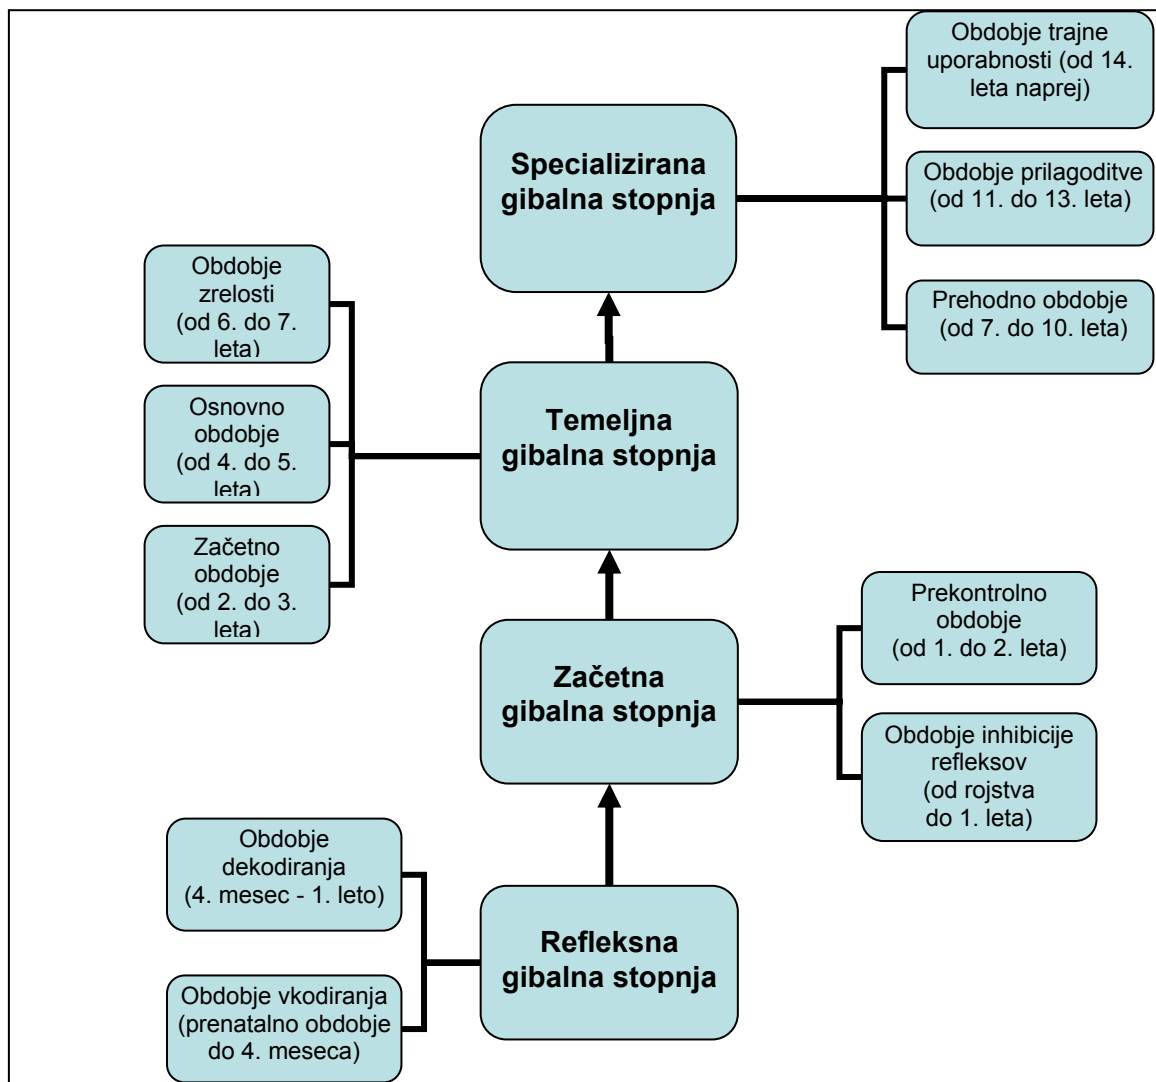 Obdobje trajne
uporabnosti (od 14.
leta naprej)
Specializirana
gibalna stopnja
Obdobje prilagoditve
(od 11. do 13. leta)
Prehodno obdobje
(od 7. do 10. leta)
Obdobje
zrelosti
(od 6. do 7.
leta)
Osnovno
obdobje
(od 4. do 5.
leta)
Začetno
obdobje
(od 2. do 3.
leta)
Temeljna
gibalna stopnja
Prekontrolno
obdobje
(od 1. do 2. leta)
Začetna
gibalna stopnja
Obdobje inhibicije
refleksov
(od rojstva
do 1. leta)
Obdobje
dekodiranja
(4. mesec - 1. leto)
Refleksna
gibalna stopnja
Obdobje vkodiranja
(prenatalno obdobje
do 4. meseca)